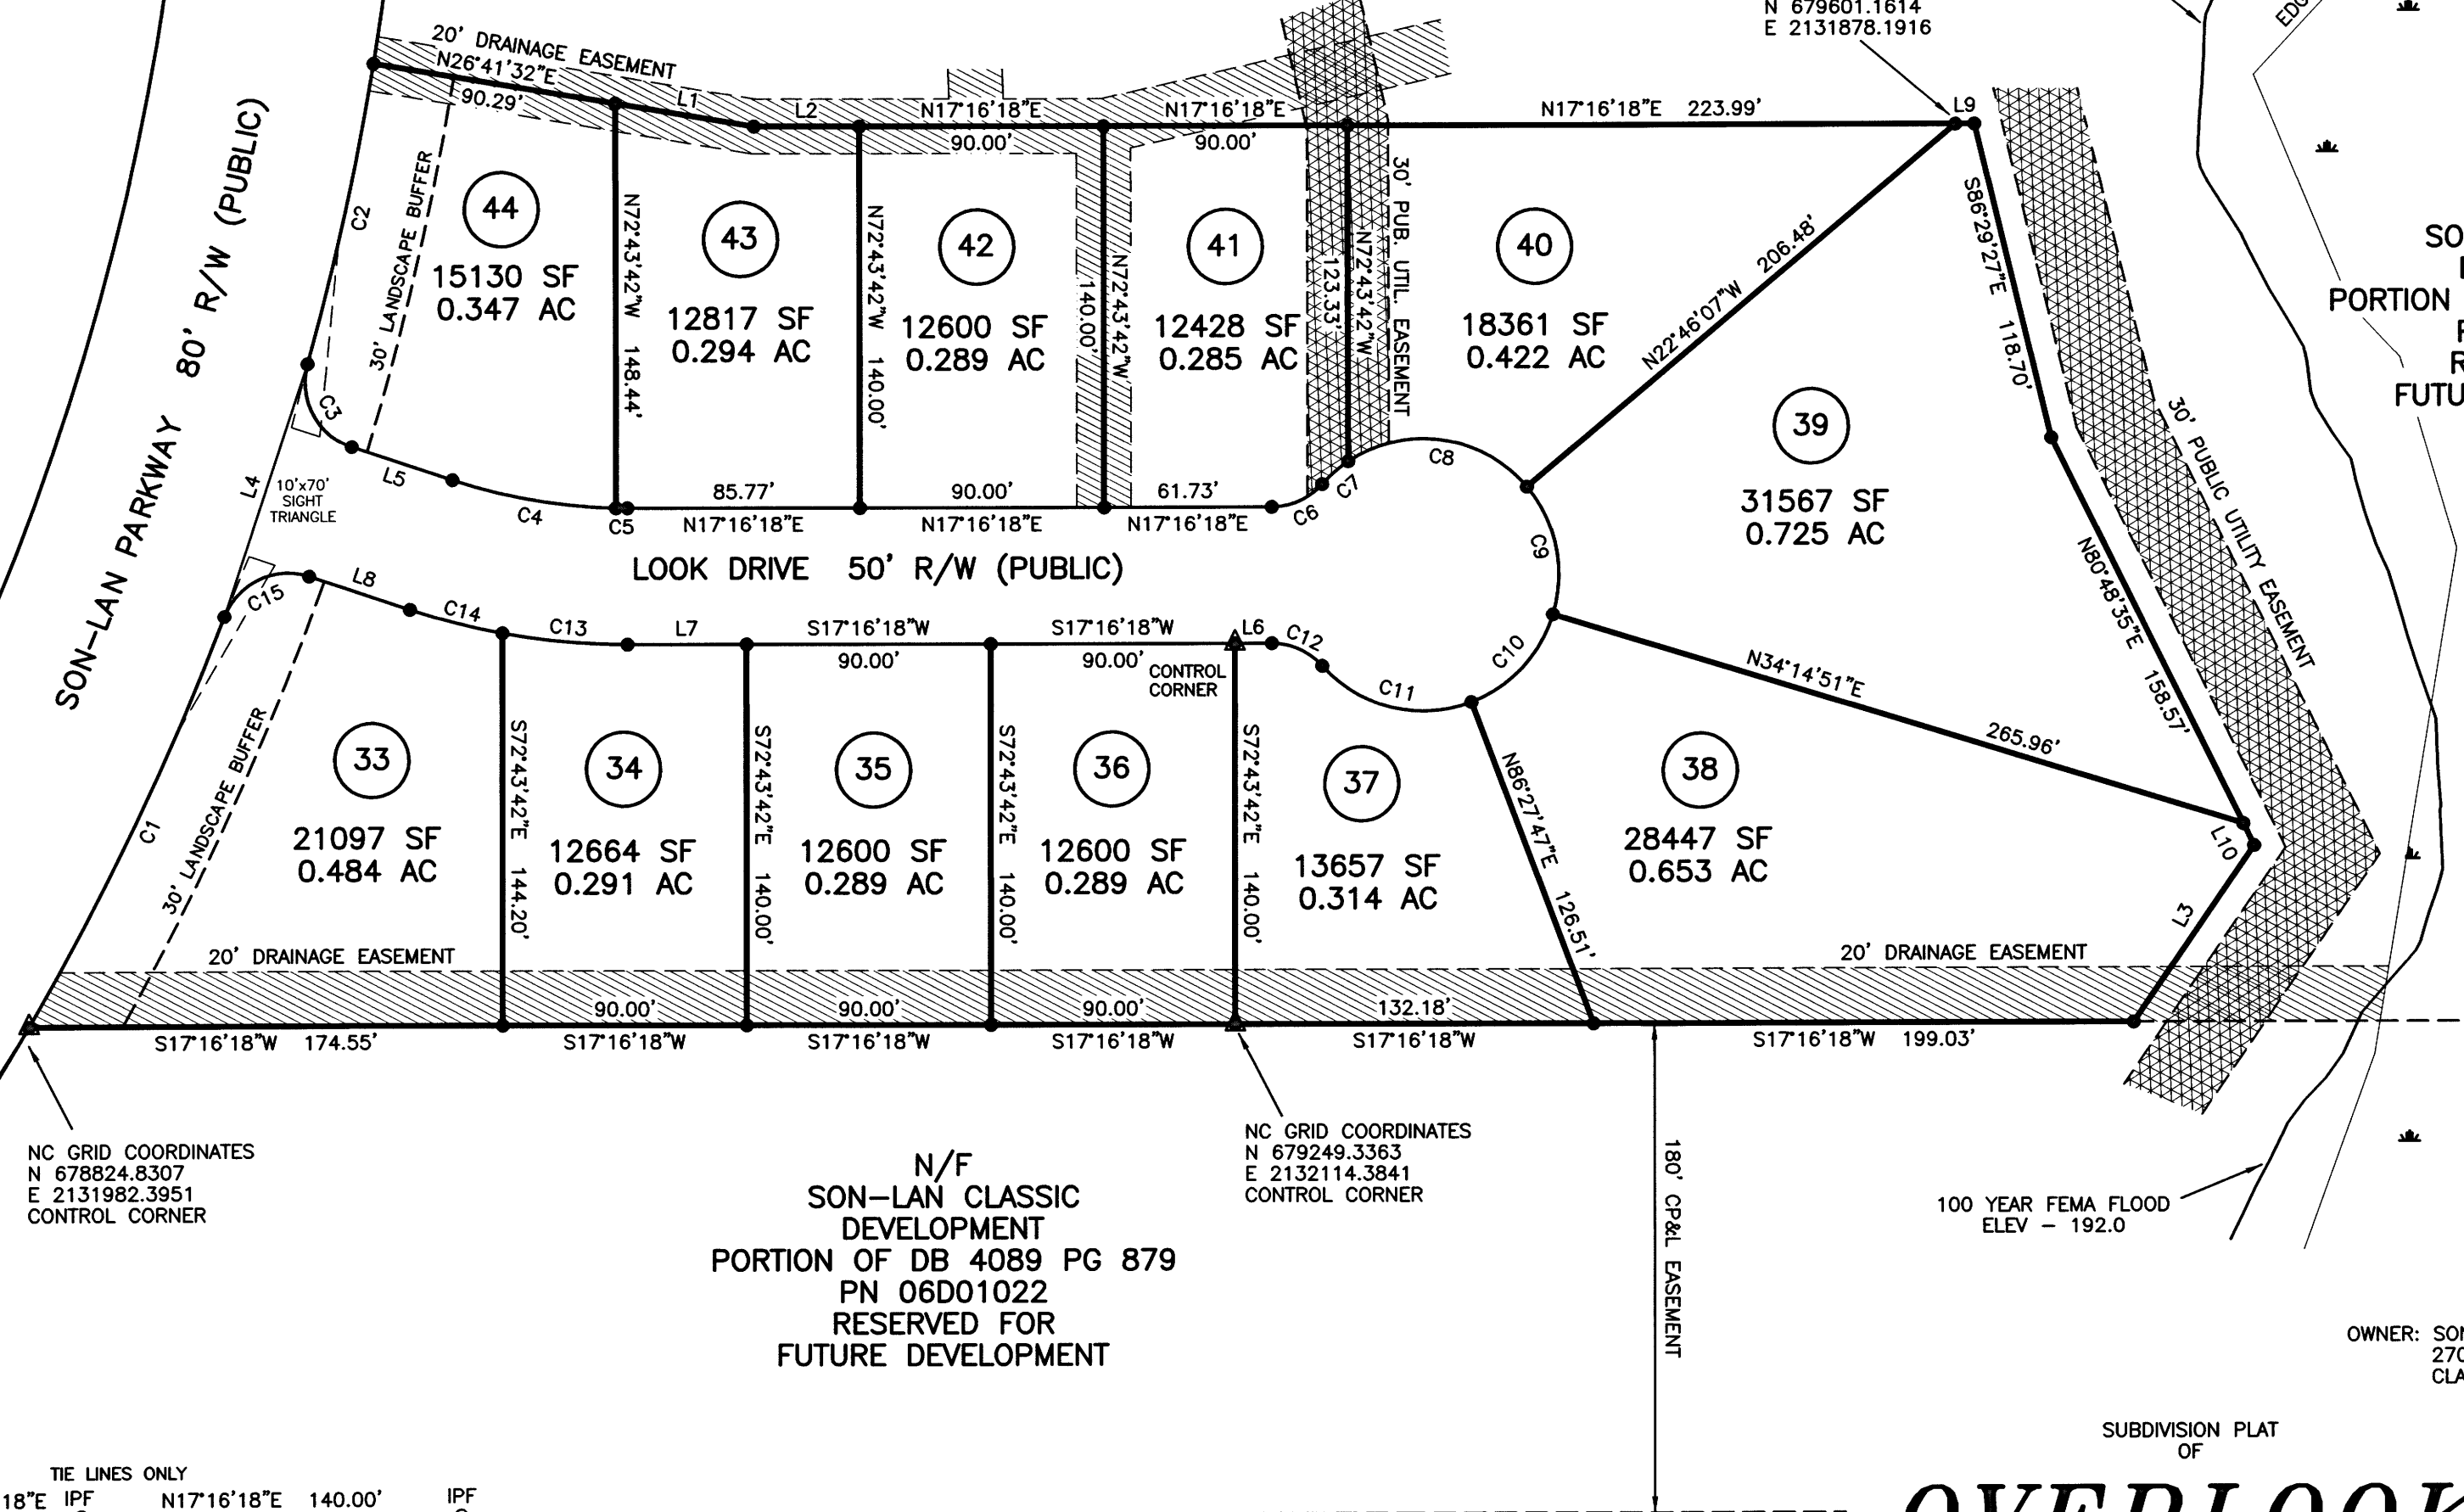 N 679601.1614
E 2131878.1916
EDG
20' DRAINAGE EASEMENT
N26°41'32"E
90.29'
L1
L2
N17°16'18"E
90.00'
N17°16'18"E
90.00'
N17°16'18"E 223.99'
L9
SON-LAN PARKWAY 80' R/W (PUBLIC)
C2
30' LANDSCAPE BUFFER
44
15130 SF
0.347 AC
N72°43'42"W 148.44'
43
12817 SF
0.294 AC
N72°43'42"W 140.00'
42
12600 SF
0.289 AC
140.00'
N72°43'42"W
41
12428 SF
0.285 AC
123.33'
N72°43'42"W
30' PUB. UTIL. EASEMENT
40
18361 SF
0.422 AC
N22°46'07"W 206.48'
S86°29'27"E 118.70'
39
31567 SF
0.725 AC
30' PUBLIC UTILITY EASEMENT
N80°48'35"E 158.57'
SO
PORTION
R
FUTU
C3
L5
C4
C5
L4
10'x70'
SIGHT
TRIANGLE
85.77'
N17°16'18"E
90.00'
N17°16'18"E
61.73'
N17°16'18"E
C6
C7
C8
C9
C10
C11
C12
LOOK DRIVE 50' R/W (PUBLIC)
C15
L8
C14
C13
L7
S17°16'18"W
90.00'
S17°16'18"W
90.00'
L6
CONTROL
CORNER
N34°14'51"E
265.96'
C1
30' LANDSCAPE BUFFER
33
21097 SF
0.484 AC
S72°43'42"E 144.20'
34
12664 SF
0.291 AC
S72°43'42"E 140.00'
35
12600 SF
0.289 AC
S72°43'42"E 140.00'
36
12600 SF
0.289 AC
S72°43'42"E 140.00'
37
13657 SF
0.314 AC
N86°27'47"E 126.51'
38
28447 SF
0.653 AC
L10
L3
20' DRAINAGE EASEMENT
20' DRAINAGE EASEMENT
90.00'
90.00'
90.00'
132.18'
S17°16'18"W 174.55'
S17°16'18"W
S17°16'18"W
S17°16'18"W
S17°16'18"W
S17°16'18"W 199.03'
NC GRID COORDINATES
N 678824.8307
E 2131982.3951
CONTROL CORNER
N/F
SON-LAN CLASSIC
DEVELOPMENT
PORTION OF DB 4089 PG 879
PN 06D01022
RESERVED FOR
FUTURE DEVELOPMENT
NC GRID COORDINATES
N 679249.3363
E 2132114.3841
CONTROL CORNER
180' CP&L EASEMENT
100 YEAR FEMA FLOOD
ELEV - 192.0
OWNER: SON
270
CLA
SUBDIVISION PLAT
OF
OVERLOOK
TIE LINES ONLY
18"E IPF N17°16'18"E 140.00' IPF